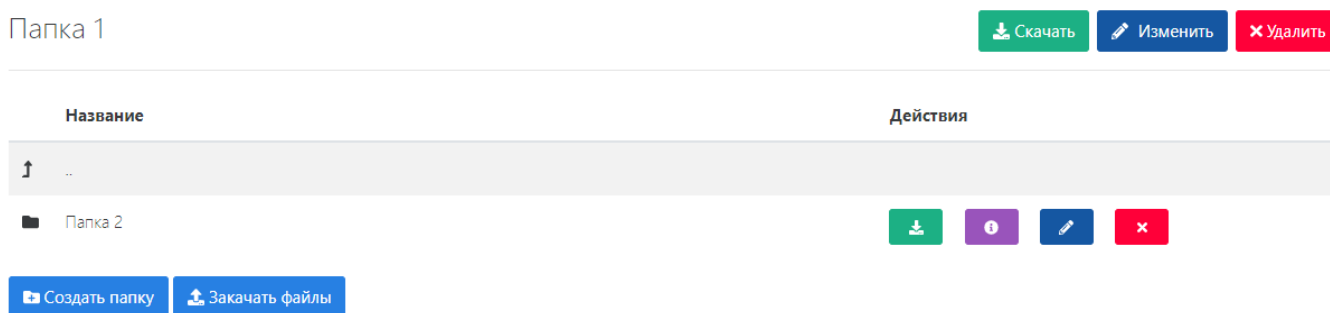 Папка 1
Скачать Изменить Удалить
Название Действия
..
Папка 2
Создать папку Закачать файлы